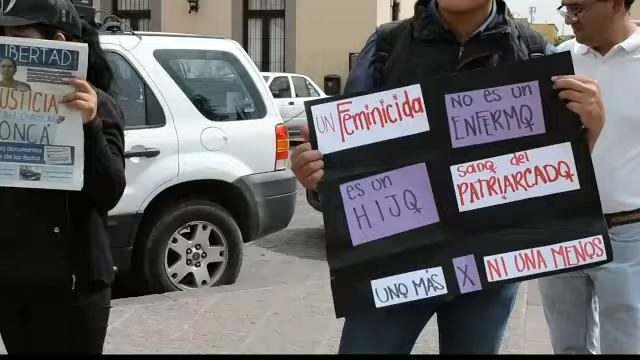 LIBERTAD
USTICIA
ONCA
UN Feminicida
NO es un
ENFERMO
es un
HIJO
sano del
PATRIARCADO
UNO MÁS
X
NI UNA MENOS